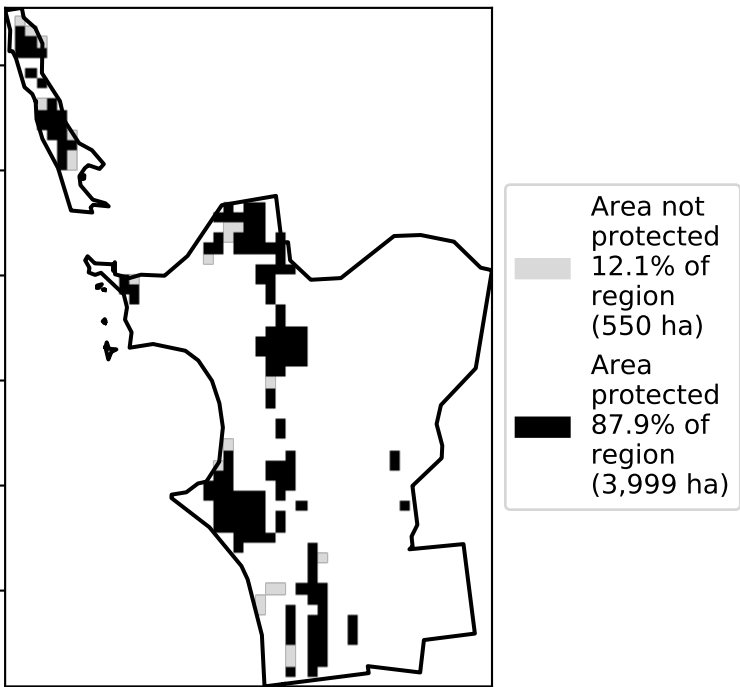 Area not
protected
12.1% of
region
(550 ha)
Area
protected
87.9% of
region
(3,999 ha)